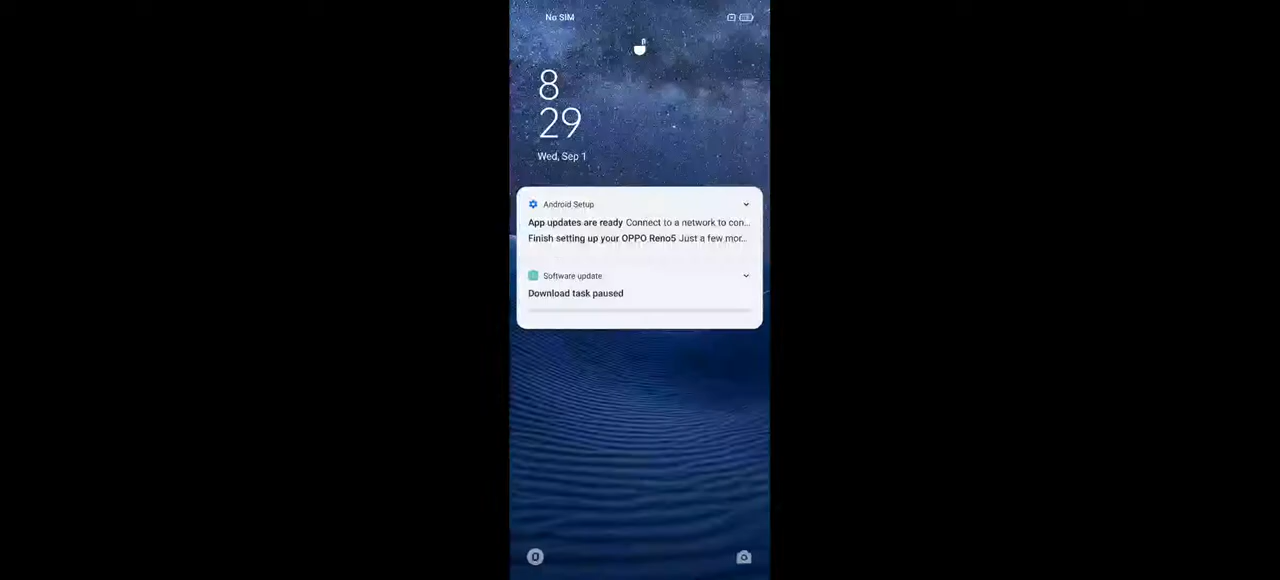 No SIM
8
29
Wed, Sep 1
Android Setup
App updates are ready Connect to a network to con...
Finish setting up your OPPO Reno5 Just a few mor...
Software update
Download task paused